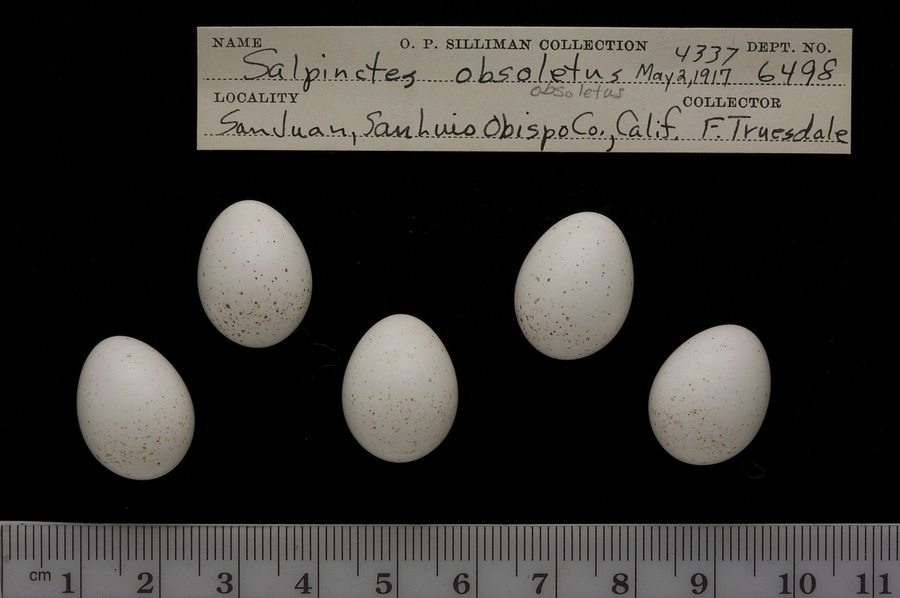 NAME O. P. SILLIMAN COLLECTION 4337 DEPT. NO.
Salpinctes obsoletus May 2, 1917 6498
obsoletus
LOCALITY COLLECTOR
San Juan, San Luis Obispo Co., Calif. F. Truesdale
cm 1 2 3 4 5 6 7 8 9 10 11